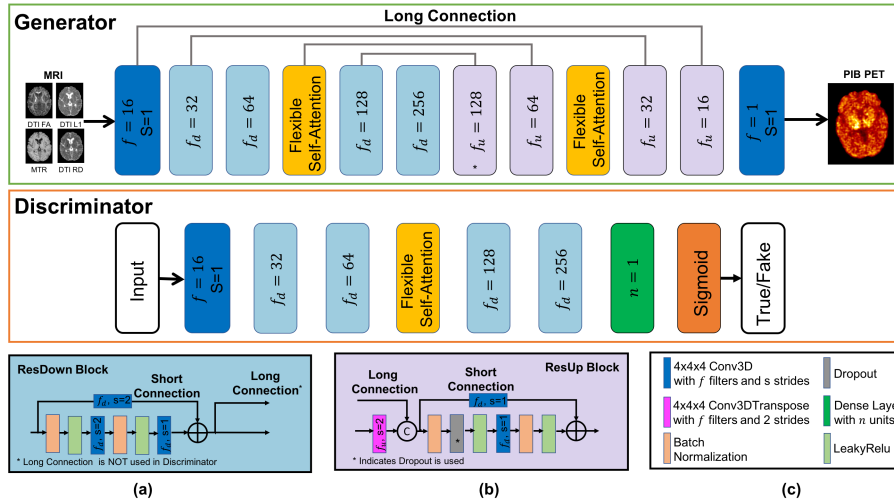 Generator
Long Connection
MRI
DTI FA
DTI L1
MTR
DTI RD
f = 16
S=1
f_d = 32
f_d = 64
Flexible
Self-Attention
f_d = 128
f_d = 256
* f_u = 128
f_u = 64
Flexible
Self-Attention
f_u = 32
f_u = 16
f = 1
S=1
PIB PET
Discriminator
Input
f = 16
S=1
f_d = 32
f_d = 64
Flexible
Self-Attention
f_d = 128
f_d = 256
n = 1
Sigmoid
True/Fake
ResDown Block
Short
Connection
Long
Connection*
f_d, s=2
f_d, s=2
f_d, s=1
* Long Connection is NOT used in Discriminator
(a)
ResUp Block
Long
Connection
Short
Connection
f_d, s=1
f_u, s=2
C
*
f_d, s=1
* Indicates Dropout is used
(b)
4x4x4 Conv3D
with f filters and s strides
4x4x4 Conv3DTranspose
with f filters and 2 strides
Batch
Normalization
Dropout
Dense Layer
with n units
LeakyRelu
(c)